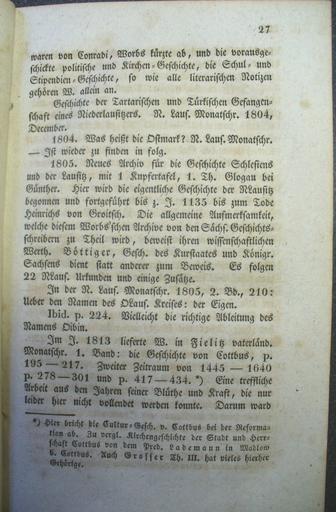 27
waren von Conradi, Worbs kürzte ab, und die vorausge-
schickte politische und Kirchen-Geschichte, die Schul- und
Stipendien-Geschichte, so wie alle literarischen Notizen
gehören W. allein an.
Geschichte der Tartarischen und Türkischen Gefangen-
schaft eines Niederlausitzers. N. Laus. Monatschr. 1804,
December.
1804. Was heißt die Ostmark? N. Laus. Monatschr.
— Ist wieder zu finden in folg.
1805. Neues Archiv für die Geschichte Schlesiens
und der Lausitz, mit 1 Kupfertafel, 1. Th. Glogau bei
Günther. Hier wird die eigentliche Geschichte der NLausitz
begonnen und fortgeführt bis z. J. 1135 bis zum Tode
Heinrichs von Groitsch. Die allgemeine Aufmerksamkeit,
welche diesem Worbs'schen Archive von den Sächs. Geschichts-
schreibern zu Theil wird, beweist ihren wissenschaftlichen
Werth. Böttiger, Gesch. des Kurstaates und Königr.
Sachsens dient statt anderer zum Beweis. Es folgen
22 NLaus. Urkunden und einige Zusätze.
In der N. Laus. Monatschr. 1805, 2. Bd., 210:
Ueber den Namen des OLaus. Kreises: der Eigen.
Ibid. p. 224. Vielleicht die richtige Ableitung des
Namens Oibin.
Im J. 1813 lieferte W. in Fielitz vaterländ.
Monatschr. 1. Band: die Geschichte von Cottbus, p.
195 — 217. Zweiter Zeitraum von 1445 — 1640
p. 278 — 301 und p. 417 — 434. *) Eine treffliche
Arbeit aus den Jahren seiner Blüthe und Kraft, die nur
leider hier nicht vollendet werden konnte. Darum ward
*) Hier bricht die Cultur-Gesch. v. Cottbus bei der Reforma-
tion ab. Zu vergl. Kirchengeschichte der Stadt und Herr-
schaft Cottbus von dem Pred. Lademann in Madlow
b. Cottbus. Auch Grosser Th. III. hat vieles hierher
Gehörige.